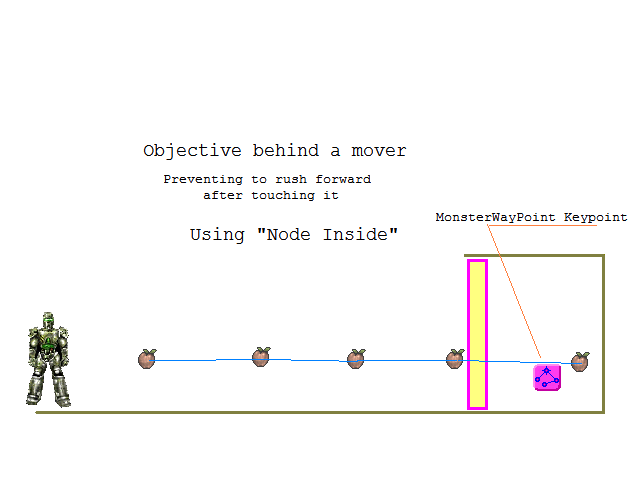 Objective behind a mover
Preventing to rush forward
after touching it
MonsterWayPoint Keypoint
Using "Node Inside"